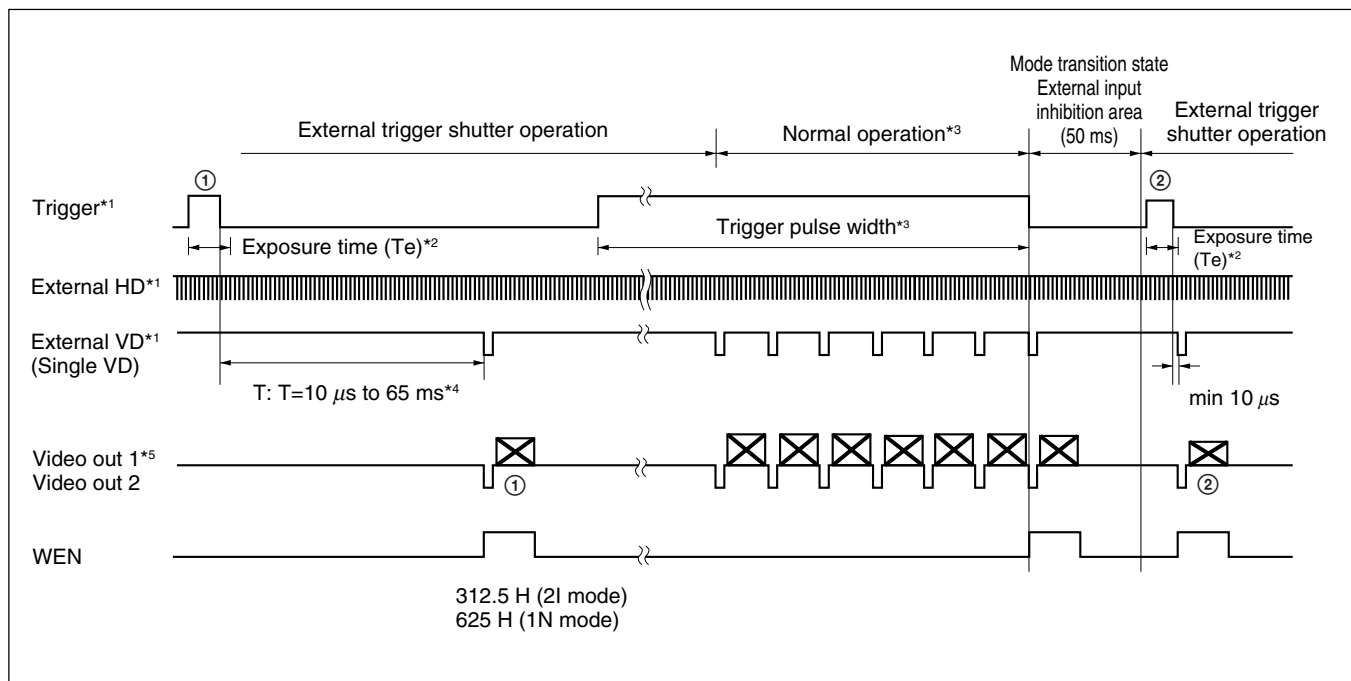 Mode transition state
External input
inhibition area
(50 ms)
External trigger shutter operation
Normal operation*3
External trigger
shutter operation
①
②
Trigger*1
Exposure time (Te)*2
Trigger pulse width*3
Exposure time
(Te)*2
External HD*1
External VD*1
(Single VD)
T: T=10 μs to 65 ms*4
min 10 μs
Video out 1*5
Video out 2
①
②
WEN
312.5 H (2I mode)
625 H (1N mode)